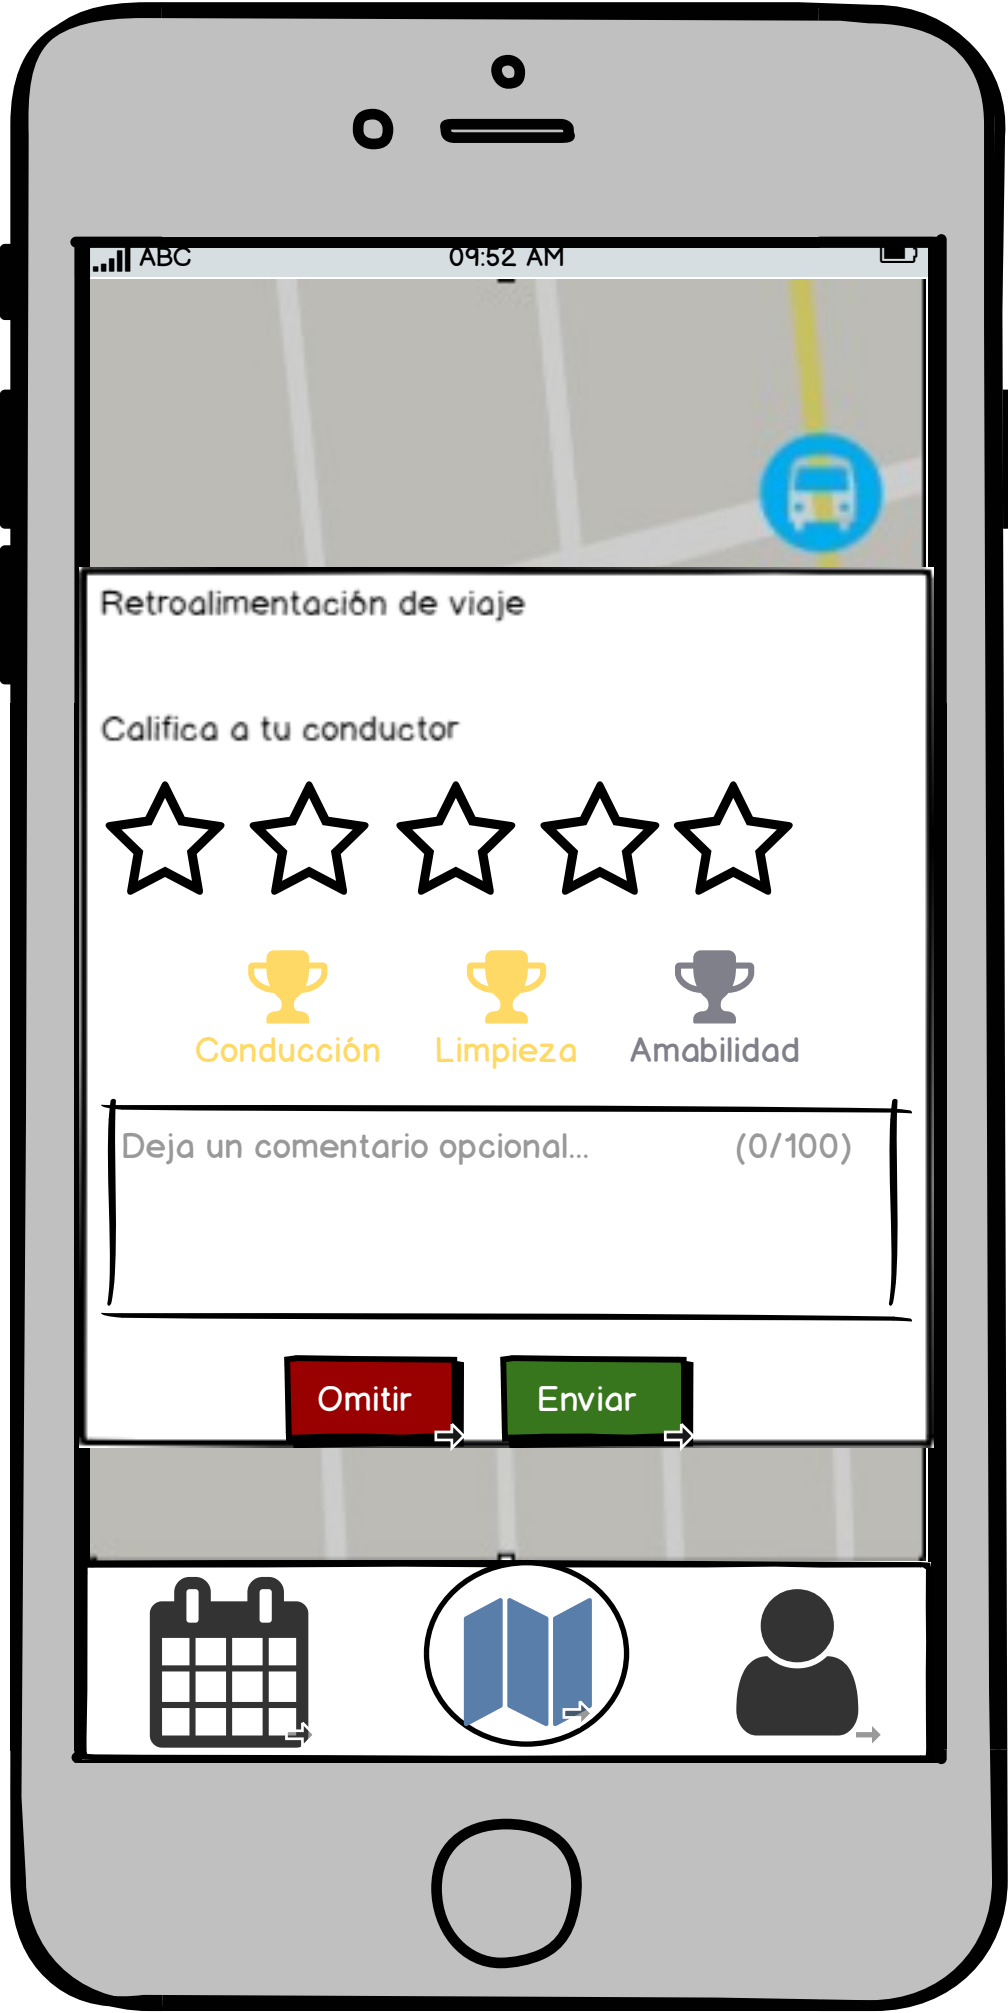 ABC 09:52 AM
Retroalimentación de viaje
Califica a tu conductor
Conducción Limpieza Amabilidad
Deja un comentario opcional... (0/100)
Omitir Enviar